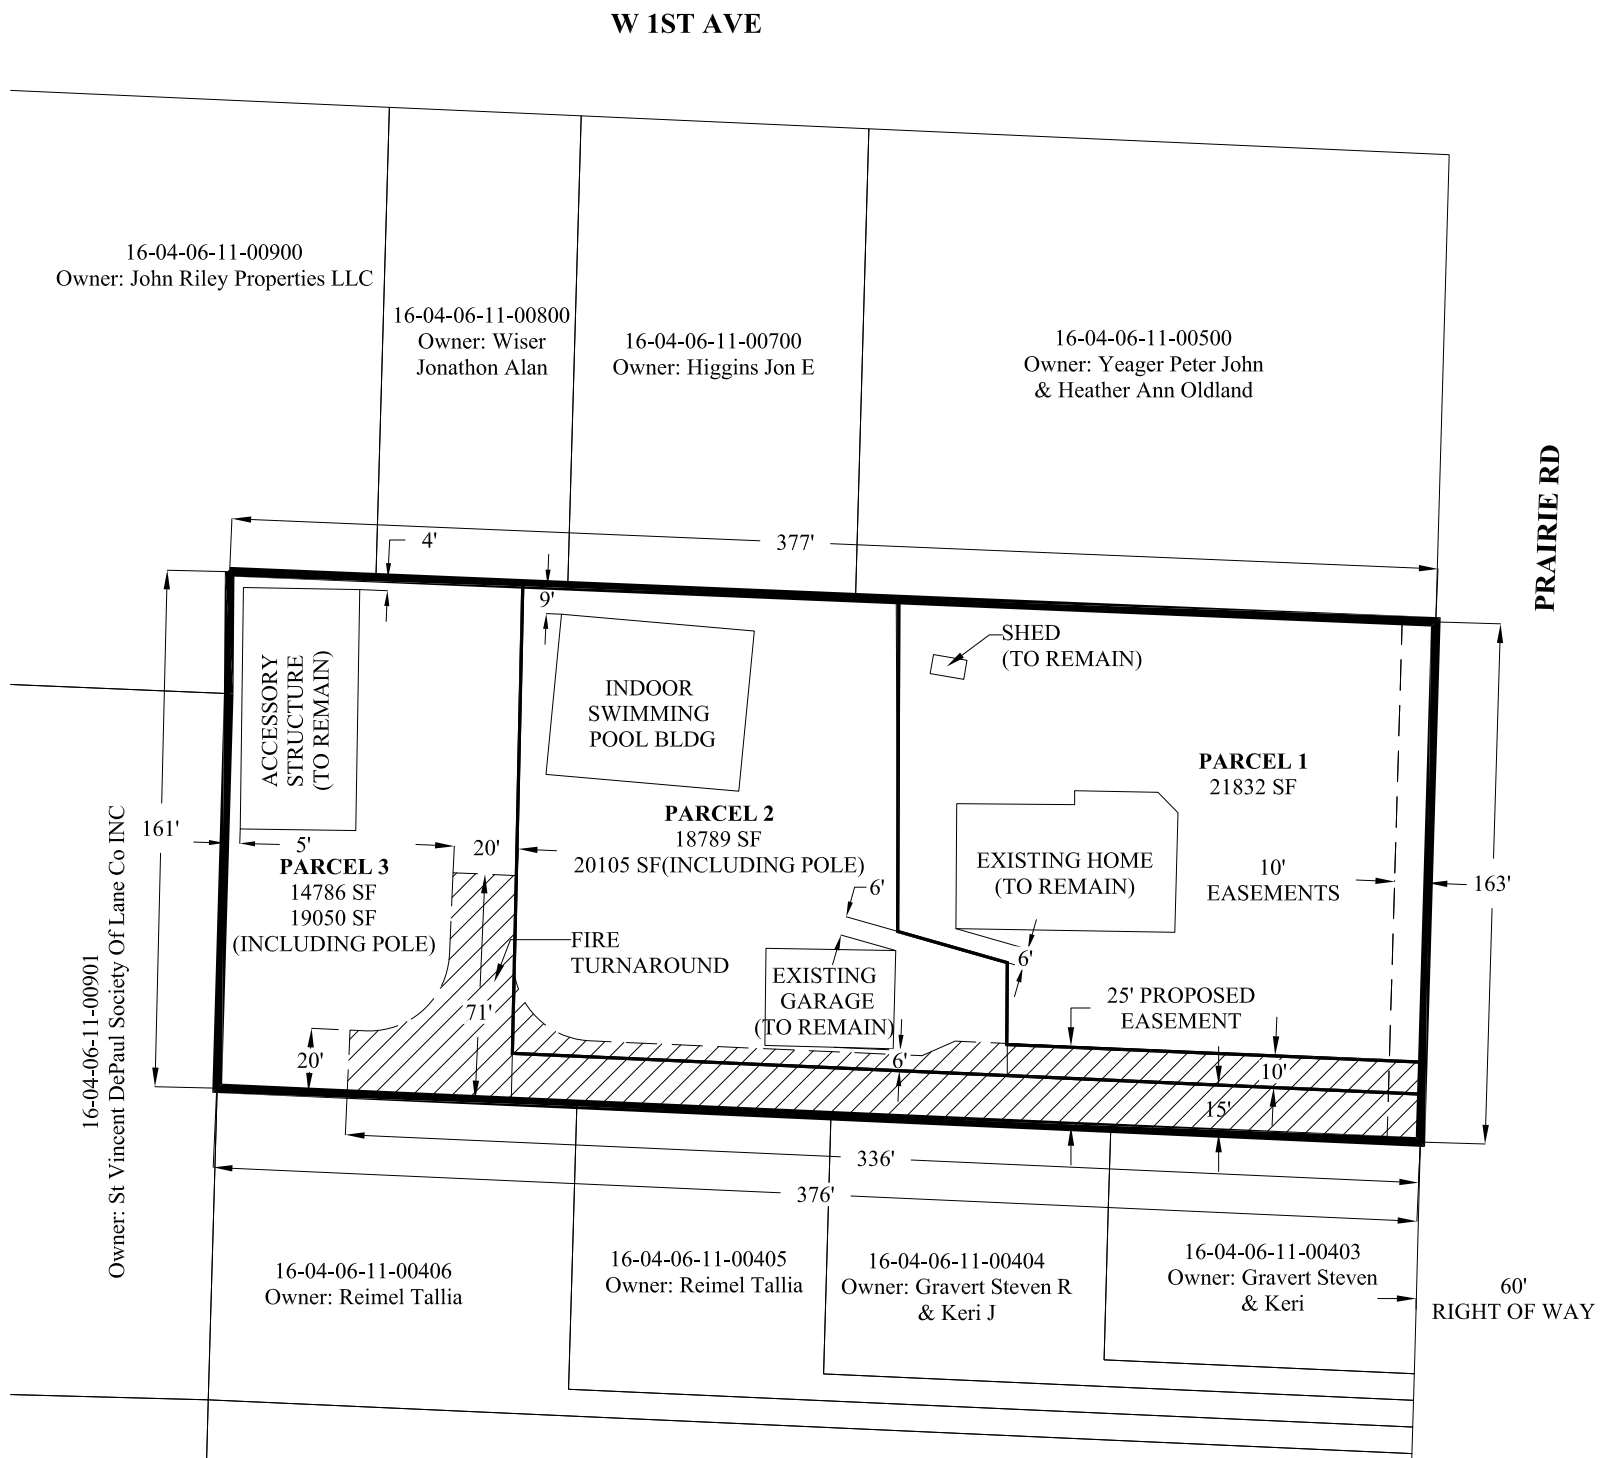 W 1ST AVE
16-04-06-11-00900
Owner: John Riley Properties LLC
16-04-06-11-00800
Owner: Wiser
Jonathon Alan
16-04-06-11-00700
Owner: Higgins Jon E
16-04-06-11-00500
Owner: Yeager Peter John
& Heather Ann Oldland
PRAIRIE RD
377'
4'
9'
SHED
(TO REMAIN)
ACCESSORY
STRUCTURE
(TO REMAIN)
INDOOR
SWIMMING
POOL BLDG
PARCEL 1
21832 SF
PARCEL 2
18789 SF
20105 SF(INCLUDING POLE)
161'
5'
20'
PARCEL 3
14786 SF
19050 SF
(INCLUDING POLE)
EXISTING HOME
(TO REMAIN)
10'
EASEMENTS
163'
6'
6'
FIRE
TURNAROUND
EXISTING
GARAGE
(TO REMAIN)
25' PROPOSED
EASEMENT
71'
20'
6'
10'
15'
16-04-06-11-00901
Owner: St Vincent DePaul Society Of Lane Co INC
336'
376'
16-04-06-11-00406
Owner: Reimel Tallia
16-04-06-11-00405
Owner: Reimel Tallia
16-04-06-11-00404
Owner: Gravert Steven R
& Keri J
16-04-06-11-00403
Owner: Gravert Steven
& Keri
60'
RIGHT OF WAY